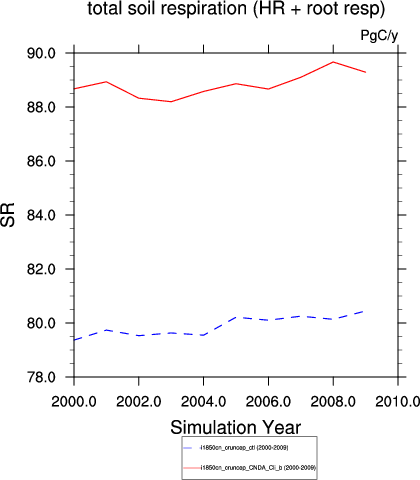 total soil respiration (HR + root resp)
PgC/y
90.0
88.0
86.0
84.0
82.0
80.0
78.0
SR
2000.0 2002.0 2004.0 2006.0 2008.0 2010.0
Simulation Year
i1850cn_cruncep_ctl (2000-2009)
i1850cn_cruncep_CNDA_Cli_b (2000-2009)